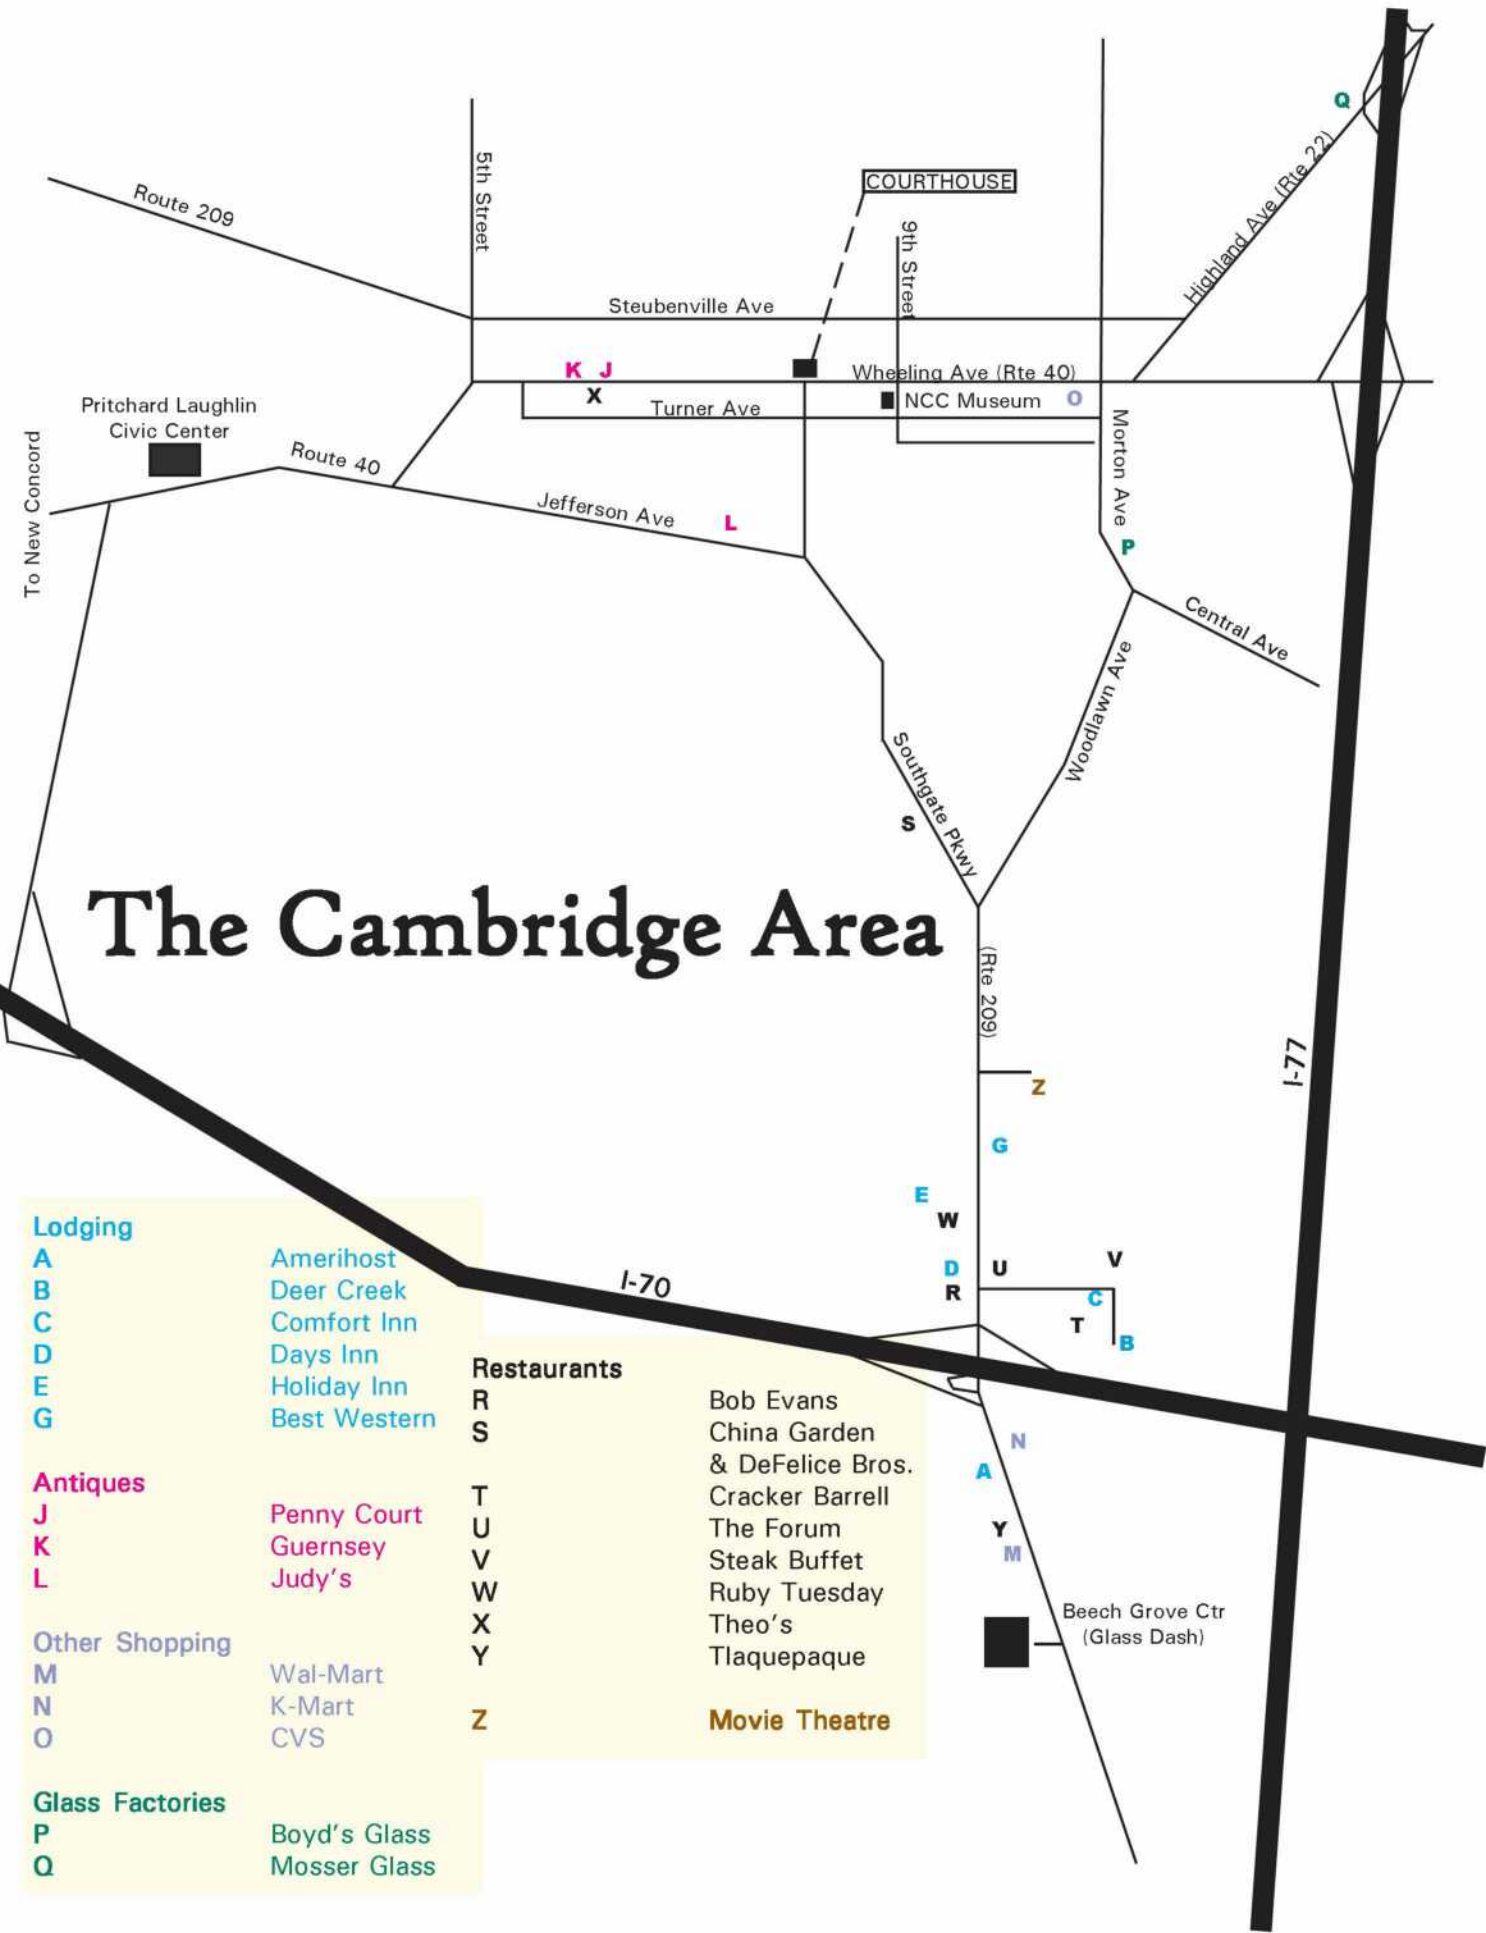 Q
Highland Ave (Rte 22)
5th Street
COURTHOUSE
Route 209
9th Street
Steubenville Ave
K J
Wheeling Ave (Rte 40)
X
NCC Museum O
Turner Ave
Pritchard Laughlin
Civic Center
Morton Ave
To New Concord
Route 40
Jefferson Ave
L
P
Central Ave
Woodlawn Ave
Southgate Pkwy
S
The Cambridge Area
(Rte 209)
I-77
Z
G
E
W
V
D U
R
C
T
B
I-70
N
A
Y
M
Beech Grove Ctr
(Glass Dash)
Lodging
A Amerihost
B Deer Creek
C Comfort Inn
D Days Inn
E Holiday Inn
G Best Western
Antiques
J Penny Court
K Guernsey
L Judy's
Other Shopping
M Wal-Mart
N K-Mart
O CVS
Glass Factories
P Boyd's Glass
Q Mosser Glass
Restaurants
R Bob Evans
S China Garden
& DeFelice Bros.
T Cracker Barrell
U The Forum
V Steak Buffet
W Ruby Tuesday
X Theo's
Y Tlaquepaque
Z Movie Theatre